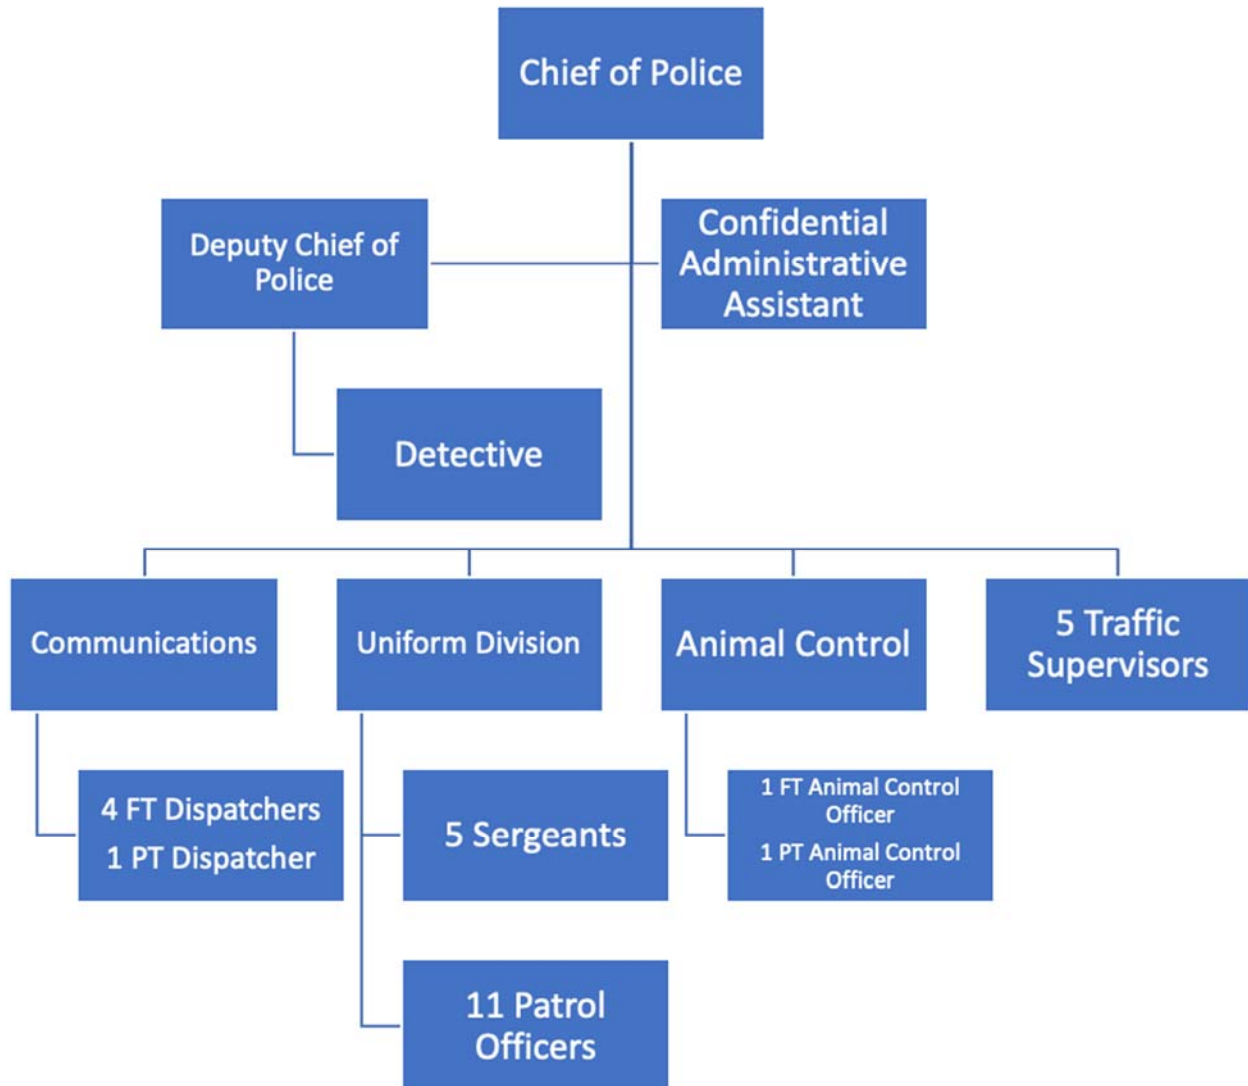 Chief of Police
Deputy Chief of
Police
Confidential
Administrative
Assistant
Detective
Communications
Uniform Division
Animal Control
5 Traffic
Supervisors
4 FT Dispatchers
1 PT Dispatcher
5 Sergeants
1 FT Animal Control
Officer
1 PT Animal Control
Officer
11 Patrol
Officers